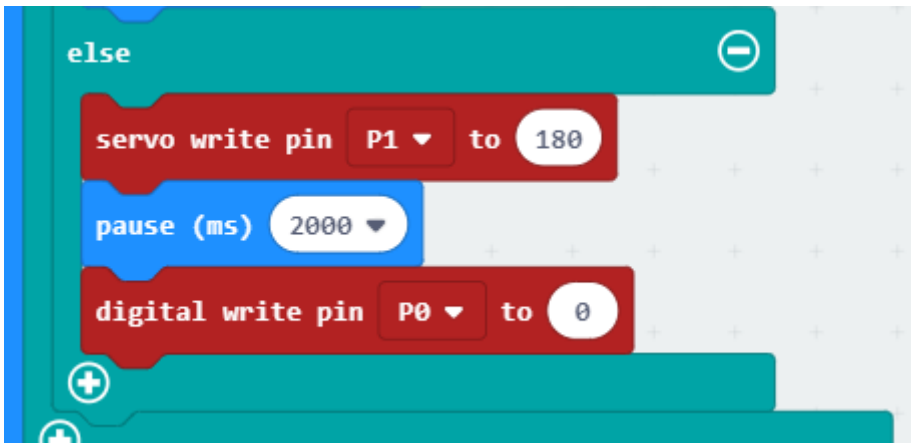 else
servo write pin P1 to 180
pause (ms) 2000
digital write pin P0 to 0